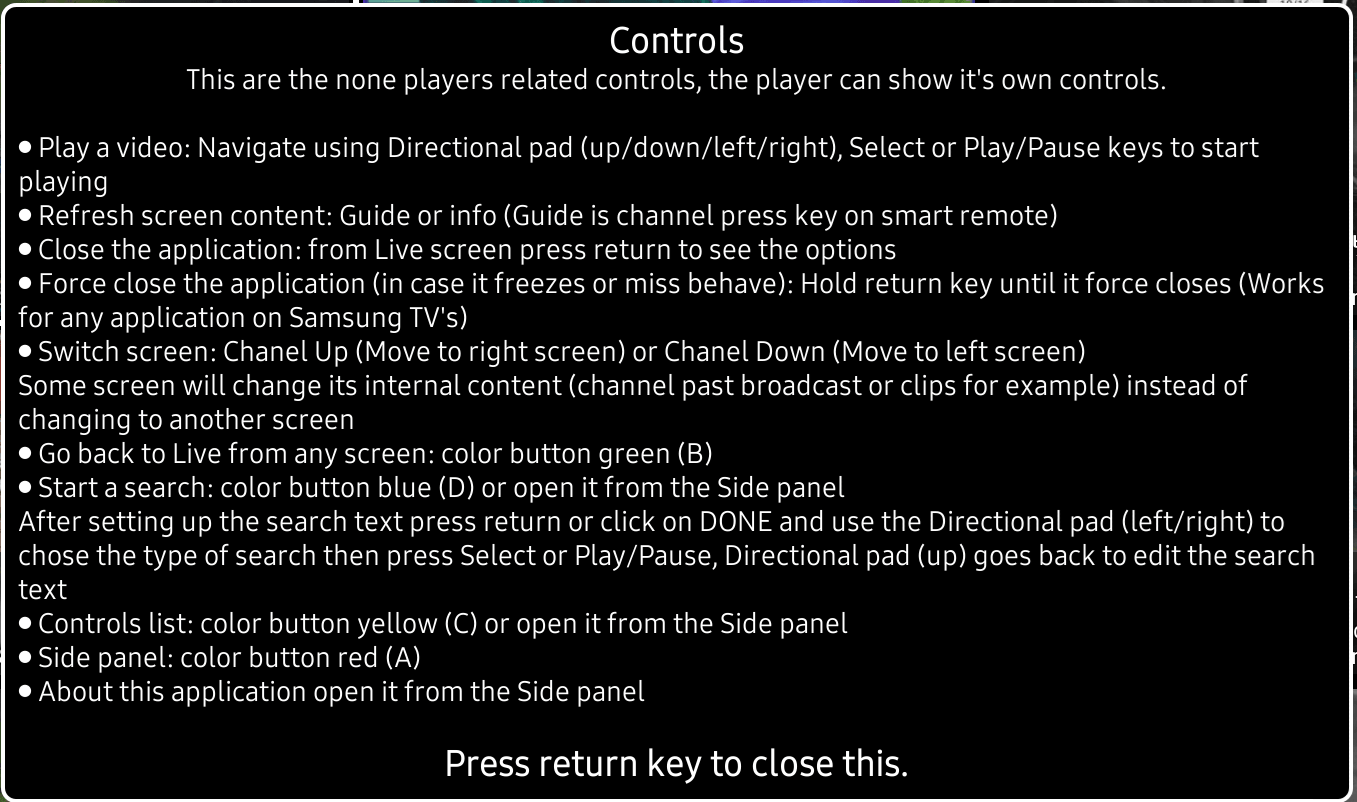 Controls
This are the none players related controls, the player can show it's own controls.
● Play a video: Navigate using Directional pad (up/down/left/right), Select or Play/Pause keys to start
playing
● Refresh screen content: Guide or info (Guide is channel press key on smart remote)
● Close the application: from Live screen press return to see the options
● Force close the application (in case it freezes or miss behave): Hold return key until it force closes (Works
for any application on Samsung TV's)
● Switch screen: Chanel Up (Move to right screen) or Chanel Down (Move to left screen)
Some screen will change its internal content (channel past broadcast or clips for example) instead of
changing to another screen
● Go back to Live from any screen: color button green (B)
● Start a search: color button blue (D) or open it from the Side panel
After setting up the search text press return or click on DONE and use the Directional pad (left/right) to
chose the type of search then press Select or Play/Pause, Directional pad (up) goes back to edit the search
text
● Controls list: color button yellow (C) or open it from the Side panel
● Side panel: color button red (A)
● About this application open it from the Side panel
Press return key to close this.